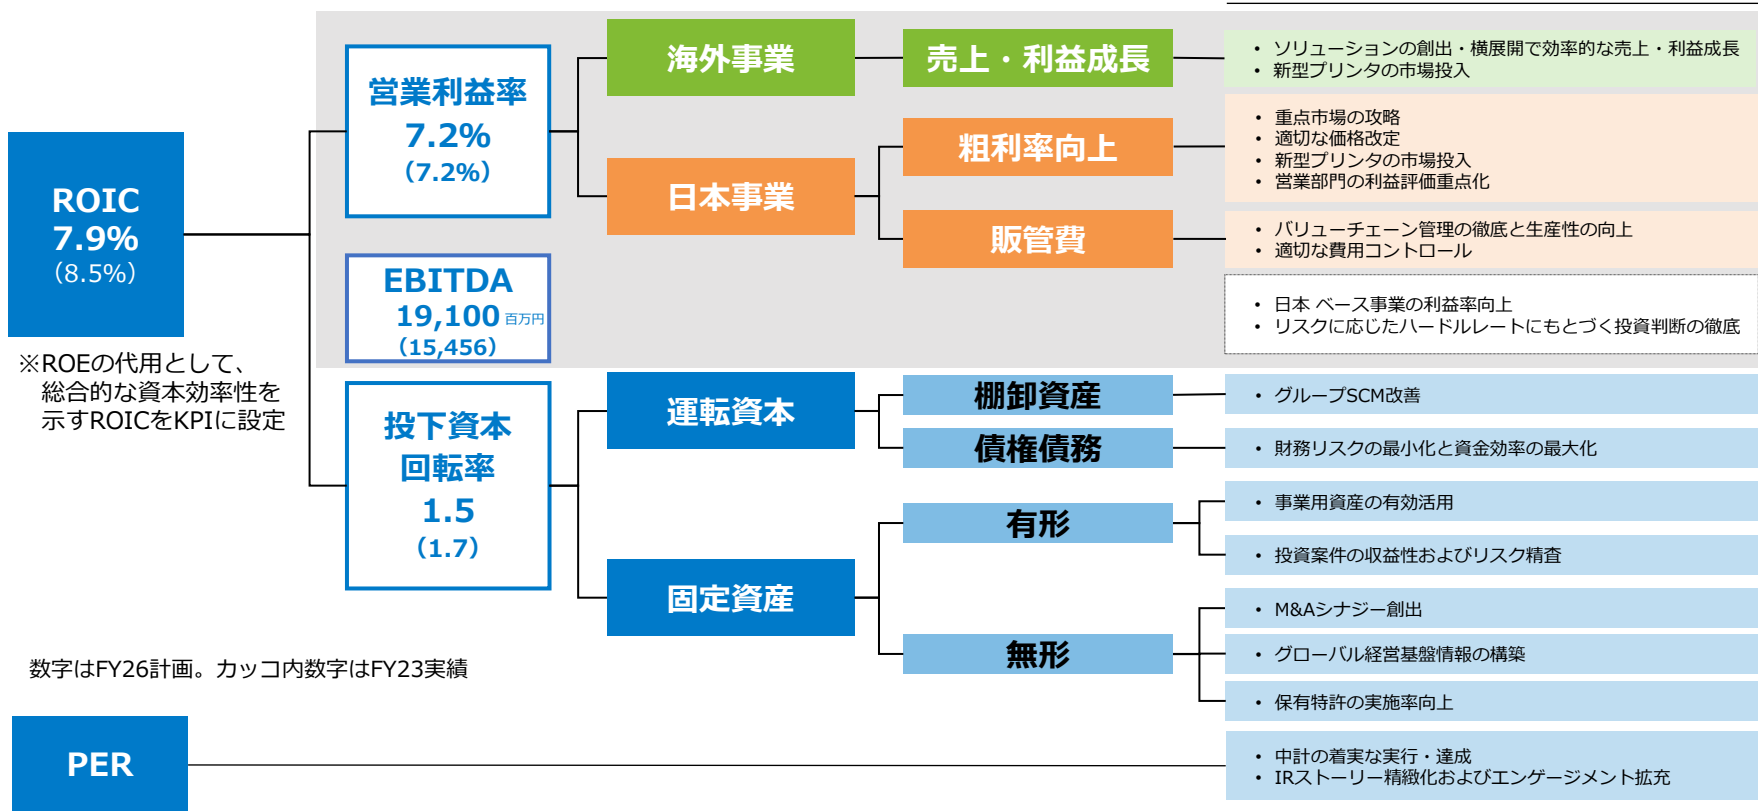 ROIC
7.9%
（8.5%）
※ROEの代用として、
総合的な資本効率性を
示すROICをKPIに設定
営業利益率
7.2%
（7.2%）
海外事業
売上・利益成長
• ソリューションの創出・横展開で効率的な売上・利益成長
• 新型プリンタの市場投入
日本事業
粗利率向上
• 重点市場の攻略
• 適切な価格改定
• 新型プリンタの市場投入
• 営業部門の利益評価重点化
販管費
• バリューチェーン管理の徹底と生産性の向上
• 適切な費用コントロール
EBITDA
19,100 百万円
（15,456）
• 日本 ベース事業の利益率向上
• リスクに応じたハードルレートにもとづく投資判断の徹底
投下資本
回転率
1.5
（1.7）
運転資本
棚卸資産
• グループSCM改善
債権債務
• 財務リスクの最小化と資金効率の最大化
固定資産
有形
• 事業用資産の有効活用
• 投資案件の収益性およびリスク精査
無形
• M&Aシナジー創出
• グローバル経営基盤情報の構築
• 保有特許の実施率向上
数字はFY26計画。カッコ内数字はFY23実績
PER
• 中計の着実な実行・達成
• IRストーリー精緻化およびエンゲージメント拡充